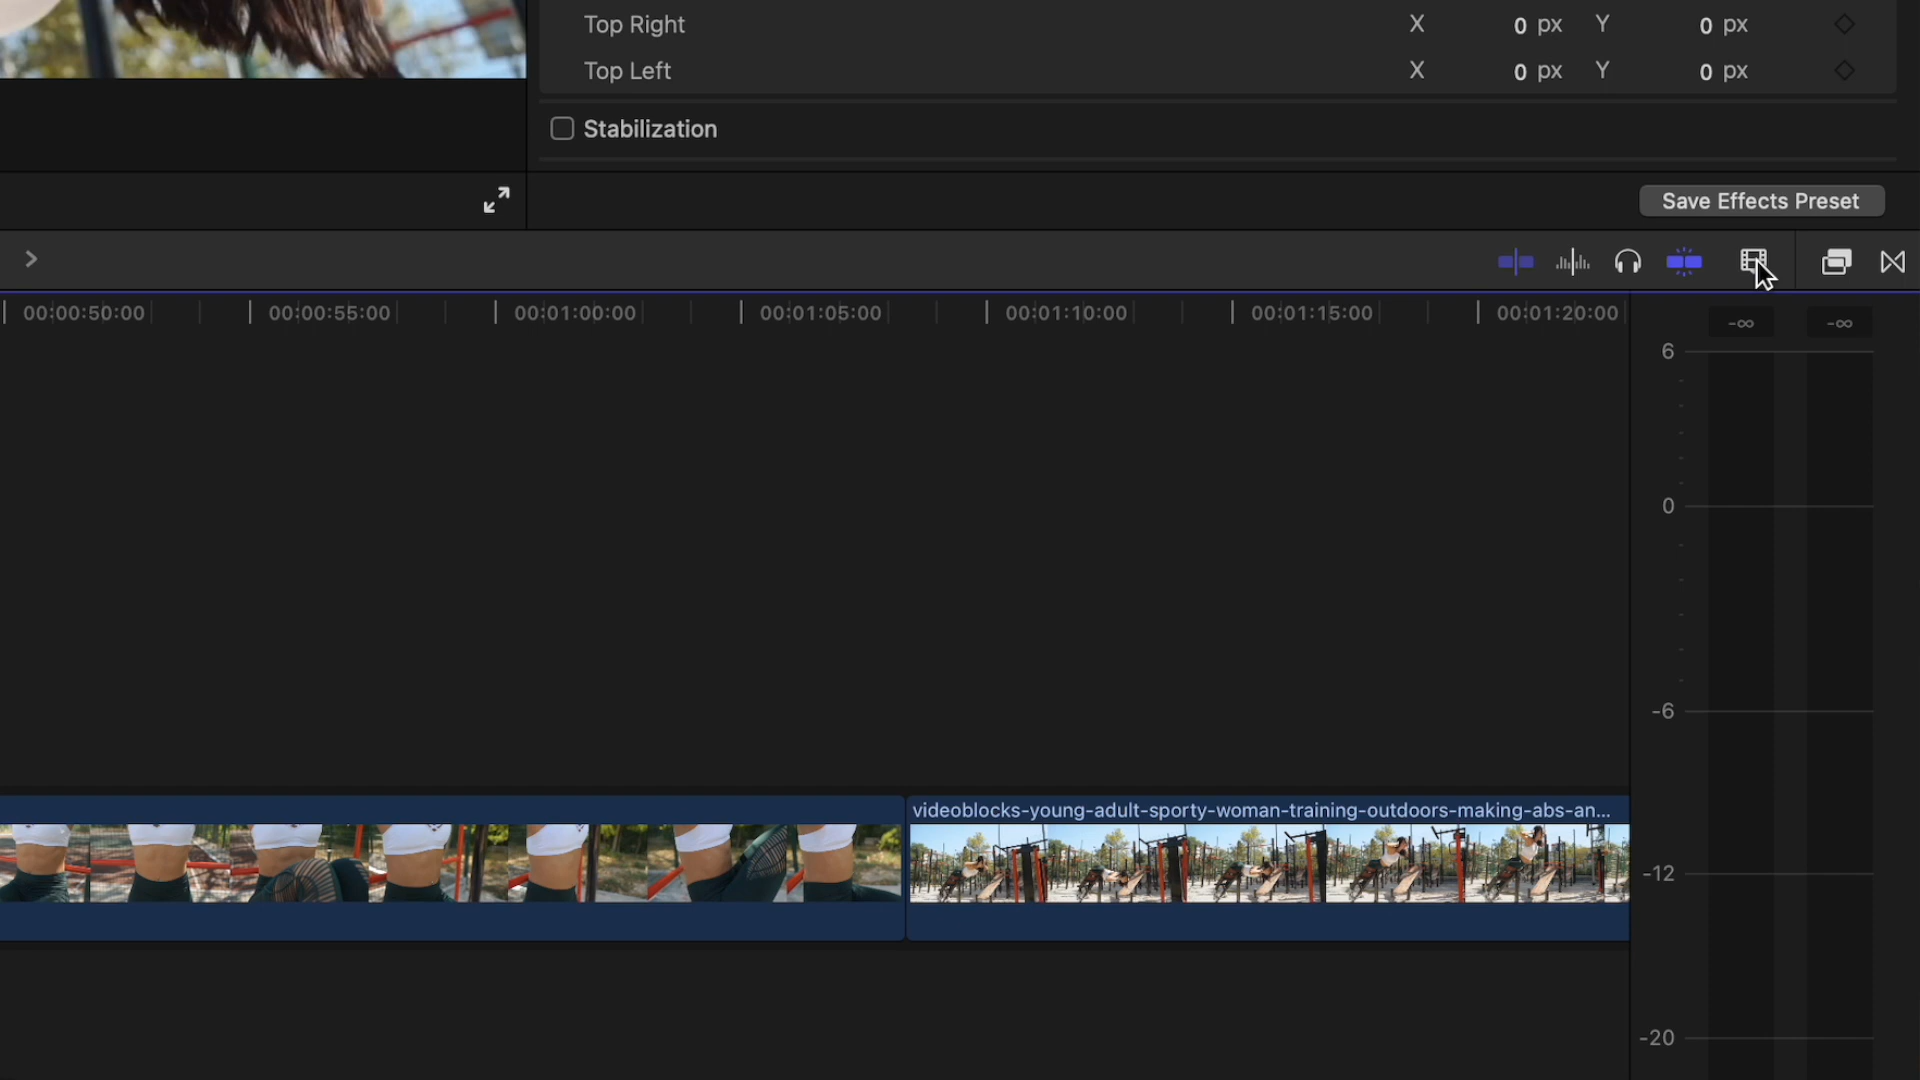 Top Right X 0 px Y 0 px
Top Left X 0 px Y 0 px
Stabilization
Save Effects Preset
00:00:50:00 00:00:55:00 00:01:00:00 00:01:05:00 00:01:10:00 00:01:15:00 00:01:20:00
-∞ -∞
6
0
-6
videoblocks-young-adult-sporty-woman-training-outdoors-making-abs-an...
-12
-20